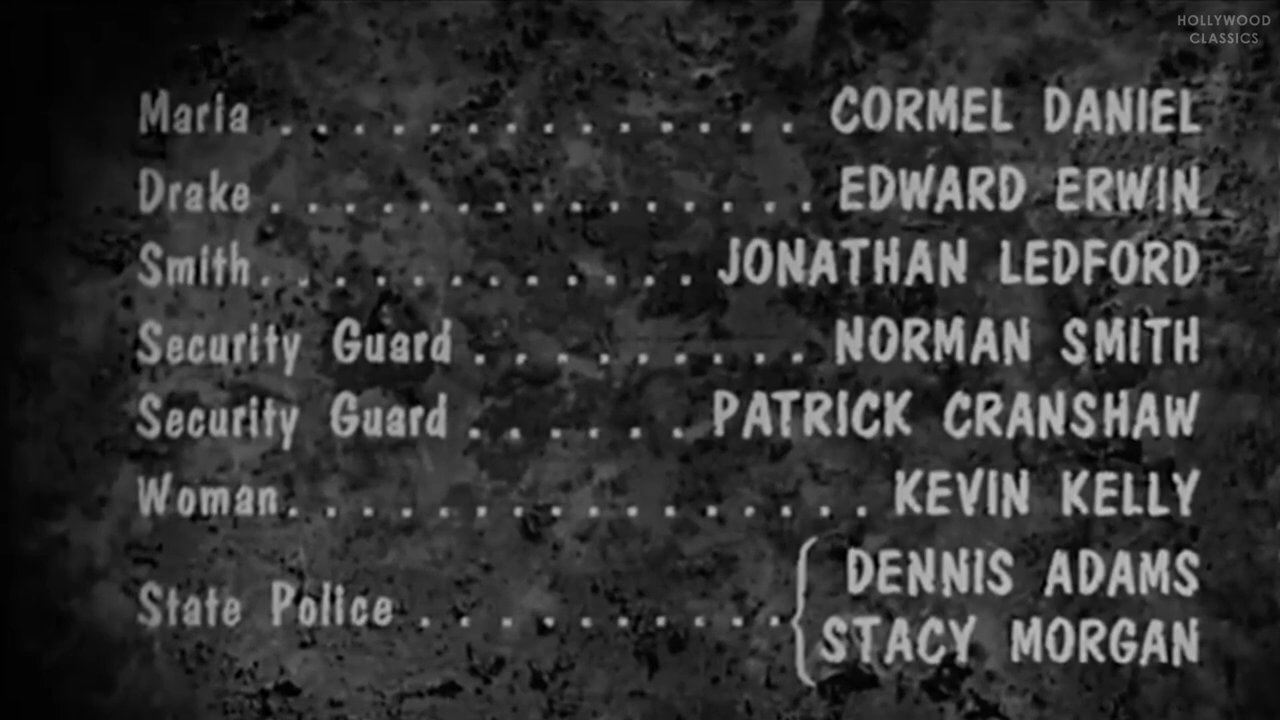 HOLLYWOOD
CLASSICS
Maria . . . . . . . . . . . . . . CORMEL DANIEL
Drake . . . . . . . . . . . . . . . EDWARD ERWIN
Smith . . . . . . . . . . . . JONATHAN LEDFORD
Security Guard . . . . . . . . . NORMAN SMITH
Security Guard . . . . . . PATRICK CRANSHAW
Woman . . . . . . . . . . . . . . . . KEVIN KELLY
State Police . . . . . . . . . . { DENNIS ADAMS
STACY MORGAN